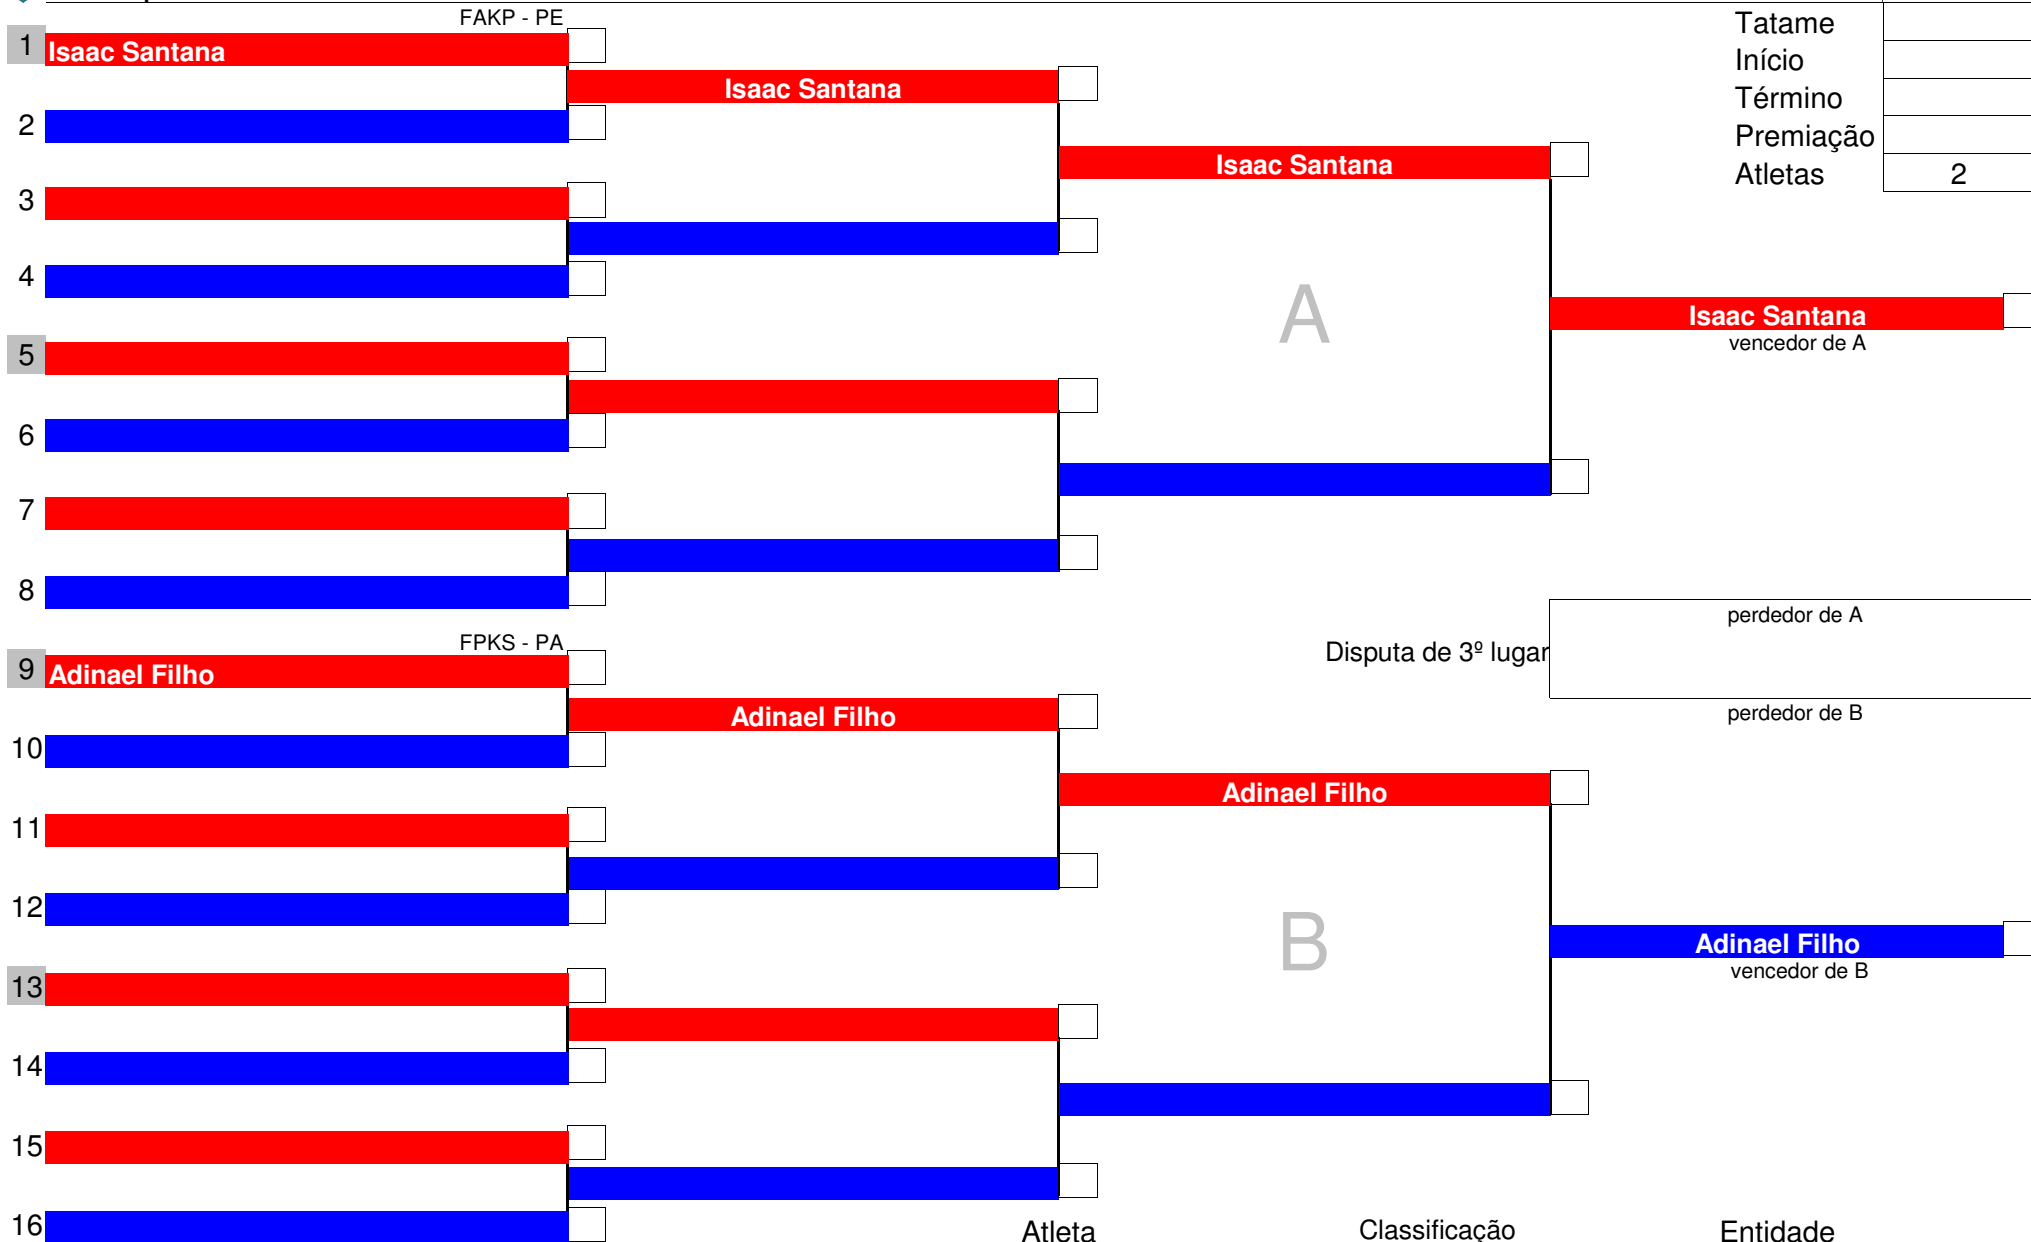 FAKP - PE
Tatame
1 Isaac Santana
Início
Isaac Santana
Término
2
Premiação
Isaac Santana
Atletas 2
3
4
A
Isaac Santana
vencedor de A
5
6
7
8
perdedor de A
FPKS - PA
Disputa de 3º lugar
9 Adinael Filho
perdedor de B
Adinael Filho
10
Adinael Filho
11
12
B
Adinael Filho
vencedor de B
13
14
15
16
Atleta Classificação Entidade